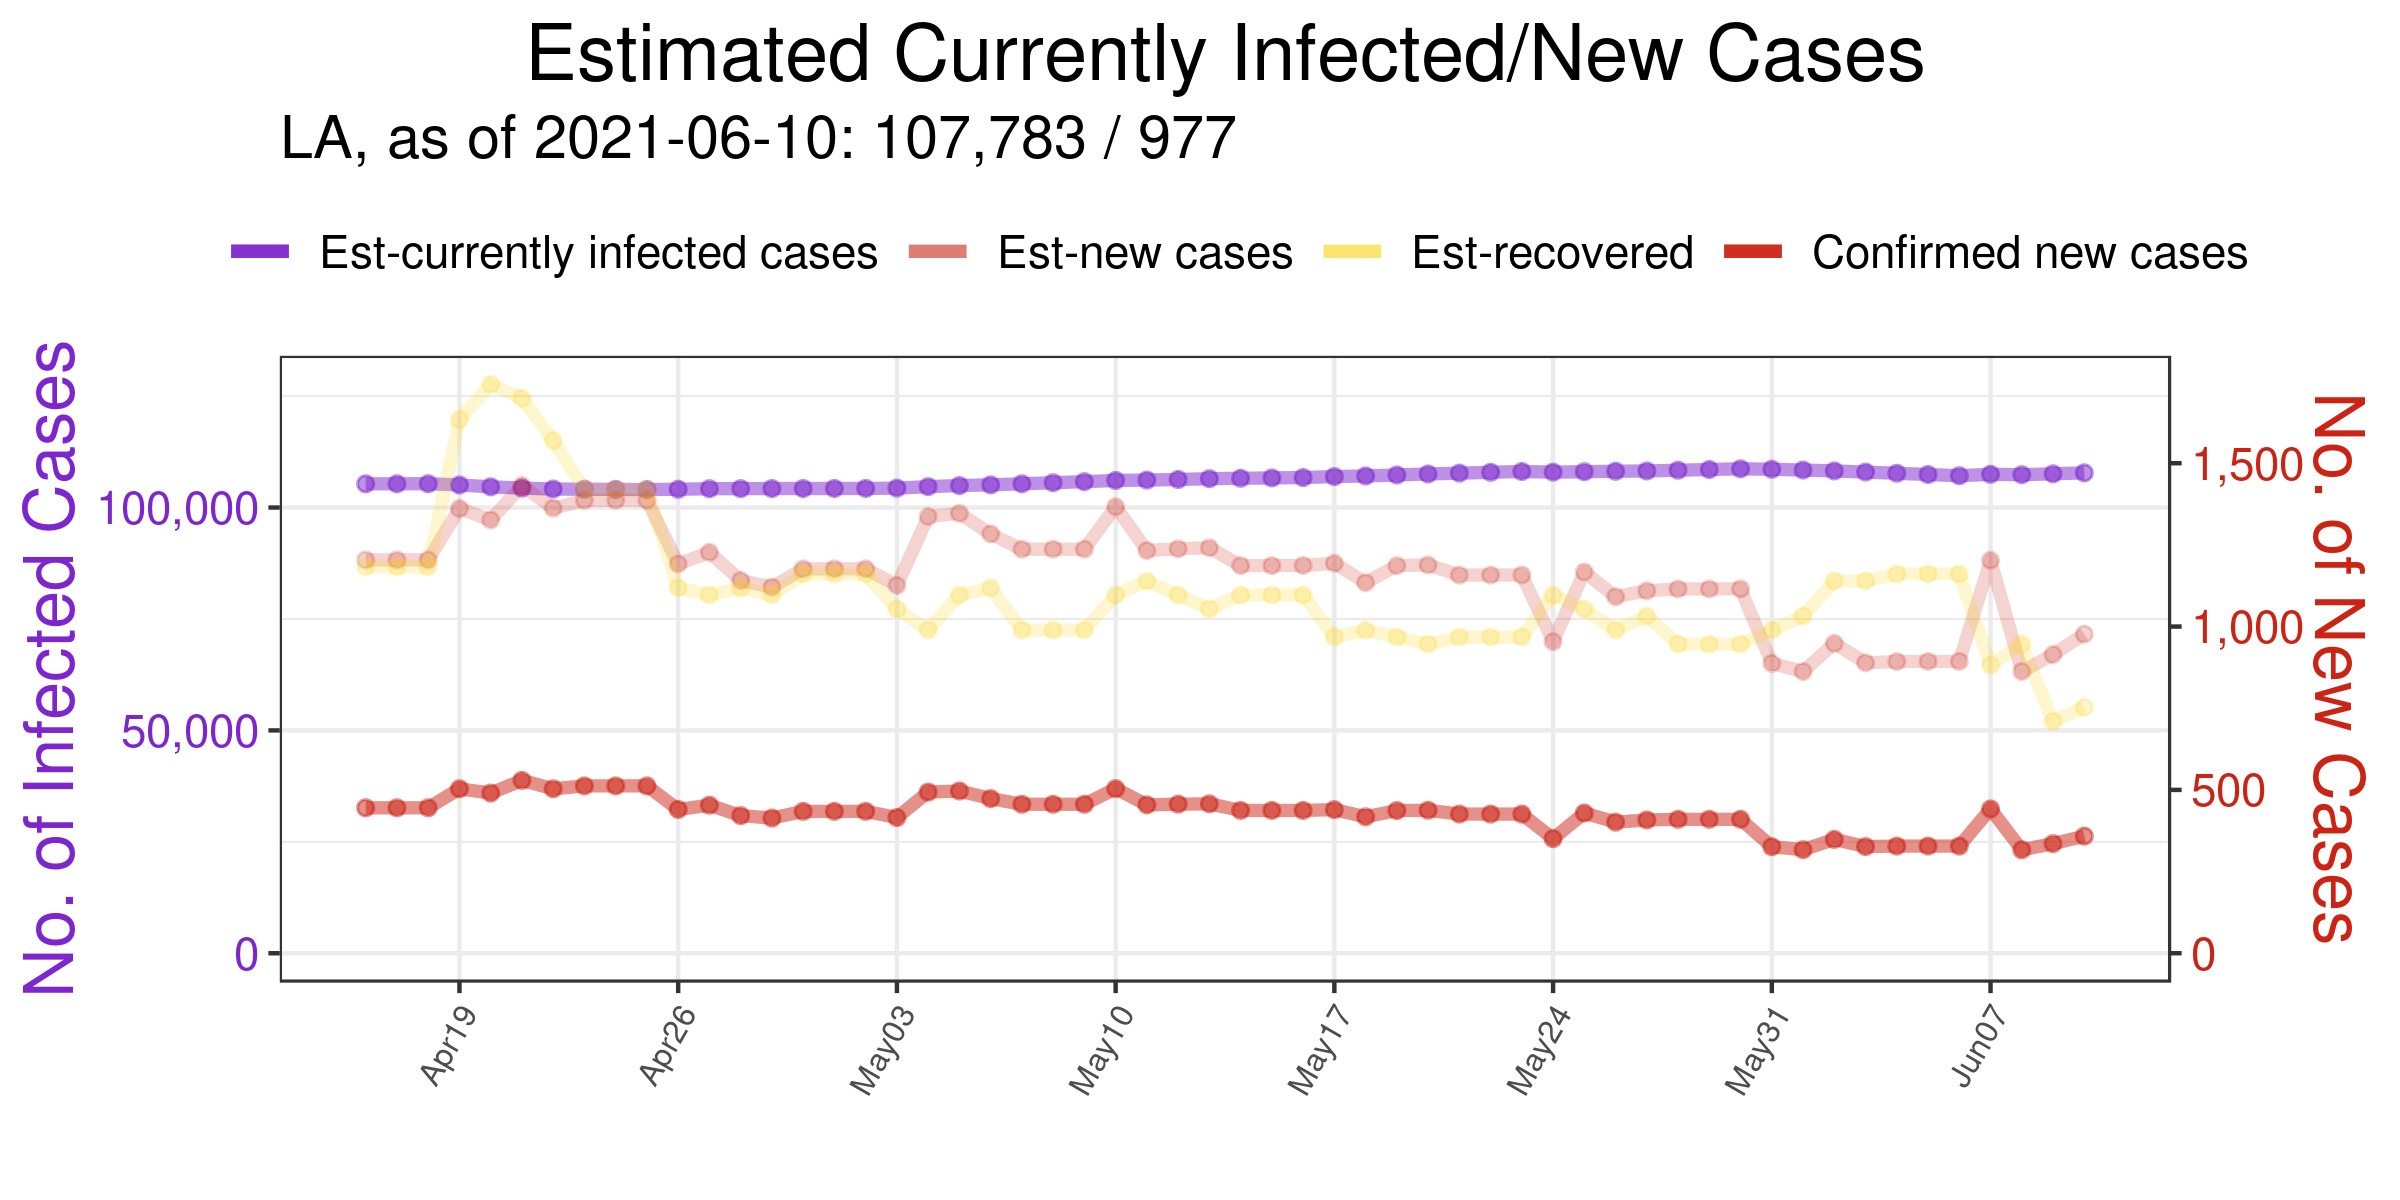 Estimated Currently Infected/New Cases
LA, as of 2021-06-10: 107,783 / 977
Est-currently infected cases Est-new cases Est-recovered Confirmed new cases
No. of Infected Cases
100,000
50,000
0
1,500
1,000
500
0
No. of New Cases
Apr19 Apr26 May03 May10 May17 May24 May31 Jun07